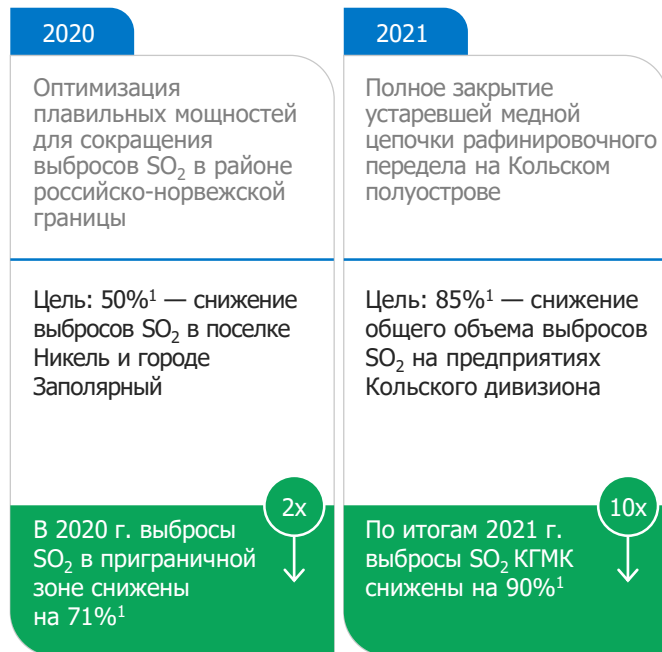 2020
Оптимизация
плавильных мощностей
для сокращения
выбросов SO₂ в районе
российско-норвежской
границы
Цель: 50%¹ — снижение
выбросов SO₂ в поселке
Никель и городе
Заполярный
2x
В 2020 г. выбросы
SO₂ в приграничной
зоне снижены
на 71%¹
2021
Полное закрытие
устаревшей медной
цепочки рафинировочного
передела на Кольском
полуострове
Цель: 85%¹ — снижение
общего объема выбросов
SO₂ на предприятиях
Кольского дивизиона
10x
По итогам 2021 г.
выбросы SO₂ КГМК
снижены на 90%¹